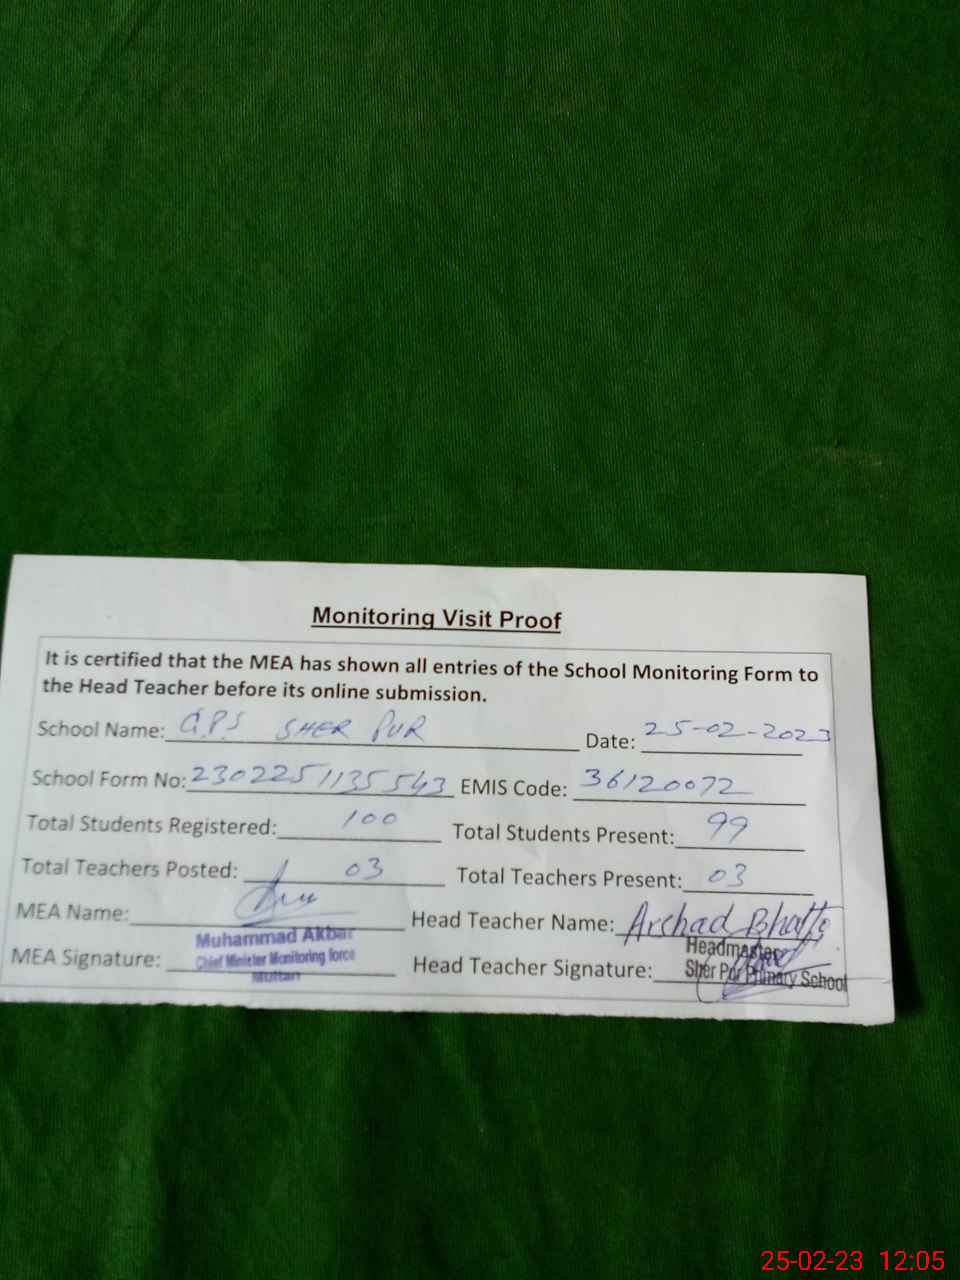 Monitoring Visit Proof
It is certified that the MEA has shown all entries of the School Monitoring Form to
the Head Teacher before its online submission.
School Name: G.P.S SHER PUR Date: 25-02-2023
School Form No: 2302251135543 EMIS Code: 36120072
Total Students Registered: 100 Total Students Present: 99
Total Teachers Posted: 03 Total Teachers Present: 03
MEA Name: Head Teacher Name: Arshad Bhatti
Muhammad Akbar Headmaster
MEA Signature: Chief Minister Monitoring force Head Teacher Signature: Sher Pur Primary School
Multan
25-02-23 12:05